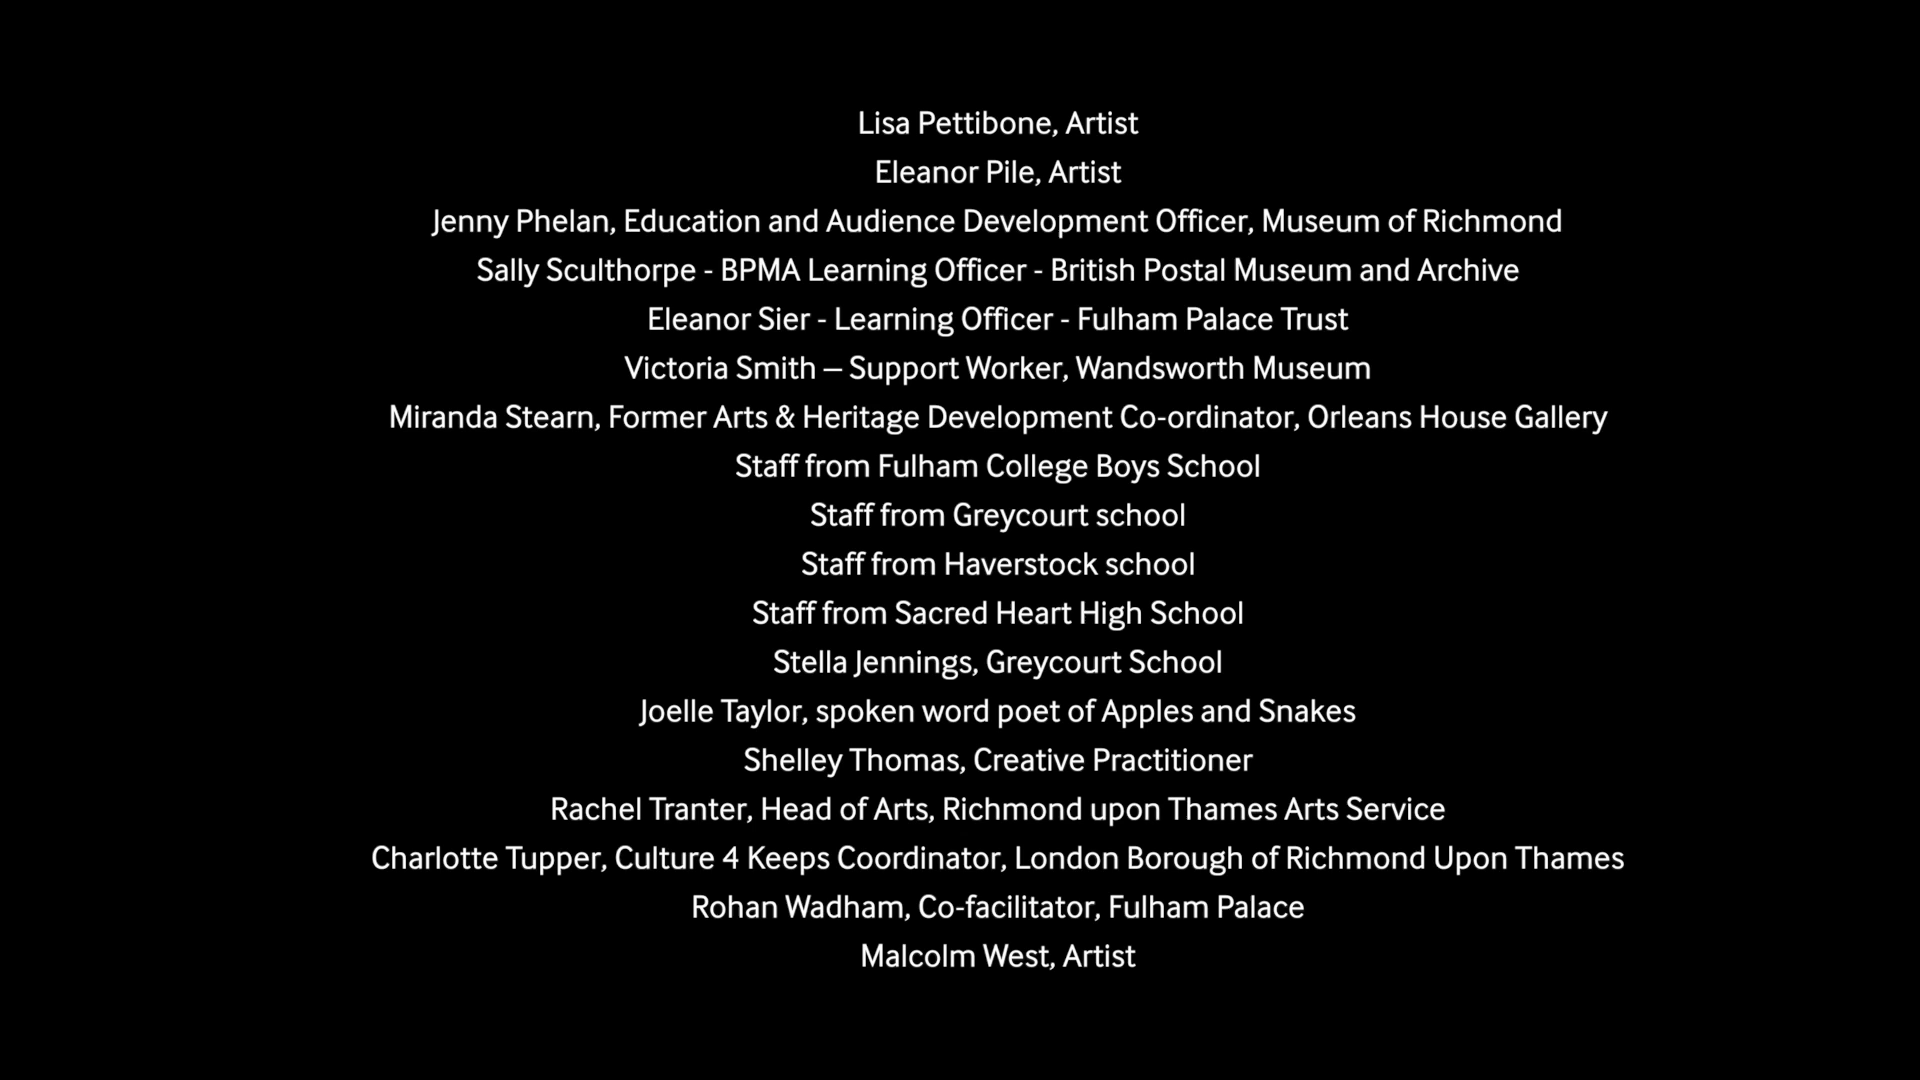 Lisa Pettibone, Artist
Eleanor Pile, Artist
Jenny Phelan, Education and Audience Development Officer, Museum of Richmond
Sally Sculthorpe - BPMA Learning Officer - British Postal Museum and Archive
Eleanor Sier - Learning Officer - Fulham Palace Trust
Victoria Smith – Support Worker, Wandsworth Museum
Miranda Stearn, Former Arts & Heritage Development Co-ordinator, Orleans House Gallery
Staff from Fulham College Boys School
Staff from Greycourt school
Staff from Haverstock school
Staff from Sacred Heart High School
Stella Jennings, Greycourt School
Joelle Taylor, spoken word poet of Apples and Snakes
Shelley Thomas, Creative Practitioner
Rachel Tranter, Head of Arts, Richmond upon Thames Arts Service
Charlotte Tupper, Culture 4 Keeps Coordinator, London Borough of Richmond Upon Thames
Rohan Wadham, Co-facilitator, Fulham Palace
Malcolm West, Artist